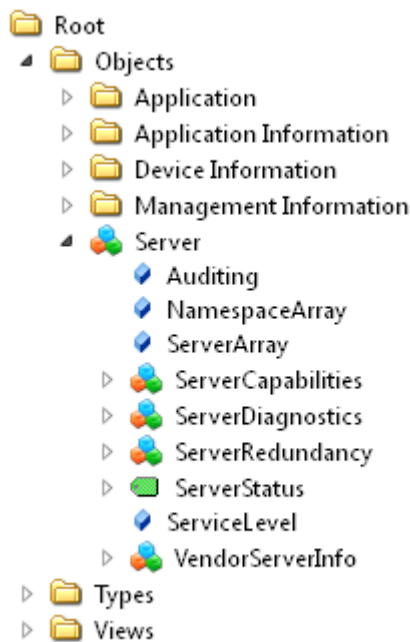 Root
Objects
Application
Application Information
Device Information
Management Information
Server
Auditing
NamespaceArray
ServerArray
ServerCapabilities
ServerDiagnostics
ServerRedundancy
ServerStatus
ServiceLevel
VendorServerInfo
Types
Views